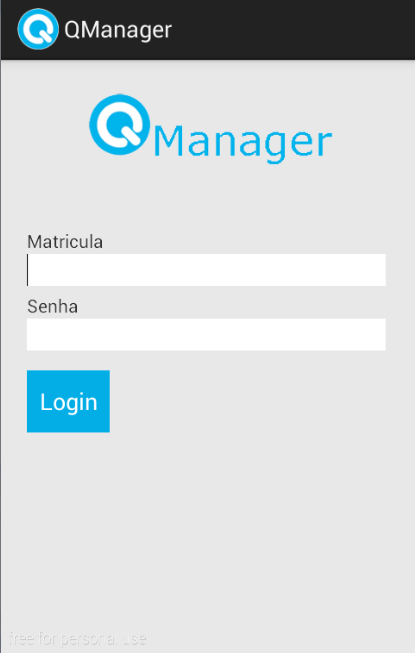 QManager
QManager
Matricula
Senha
Login
free for personal use